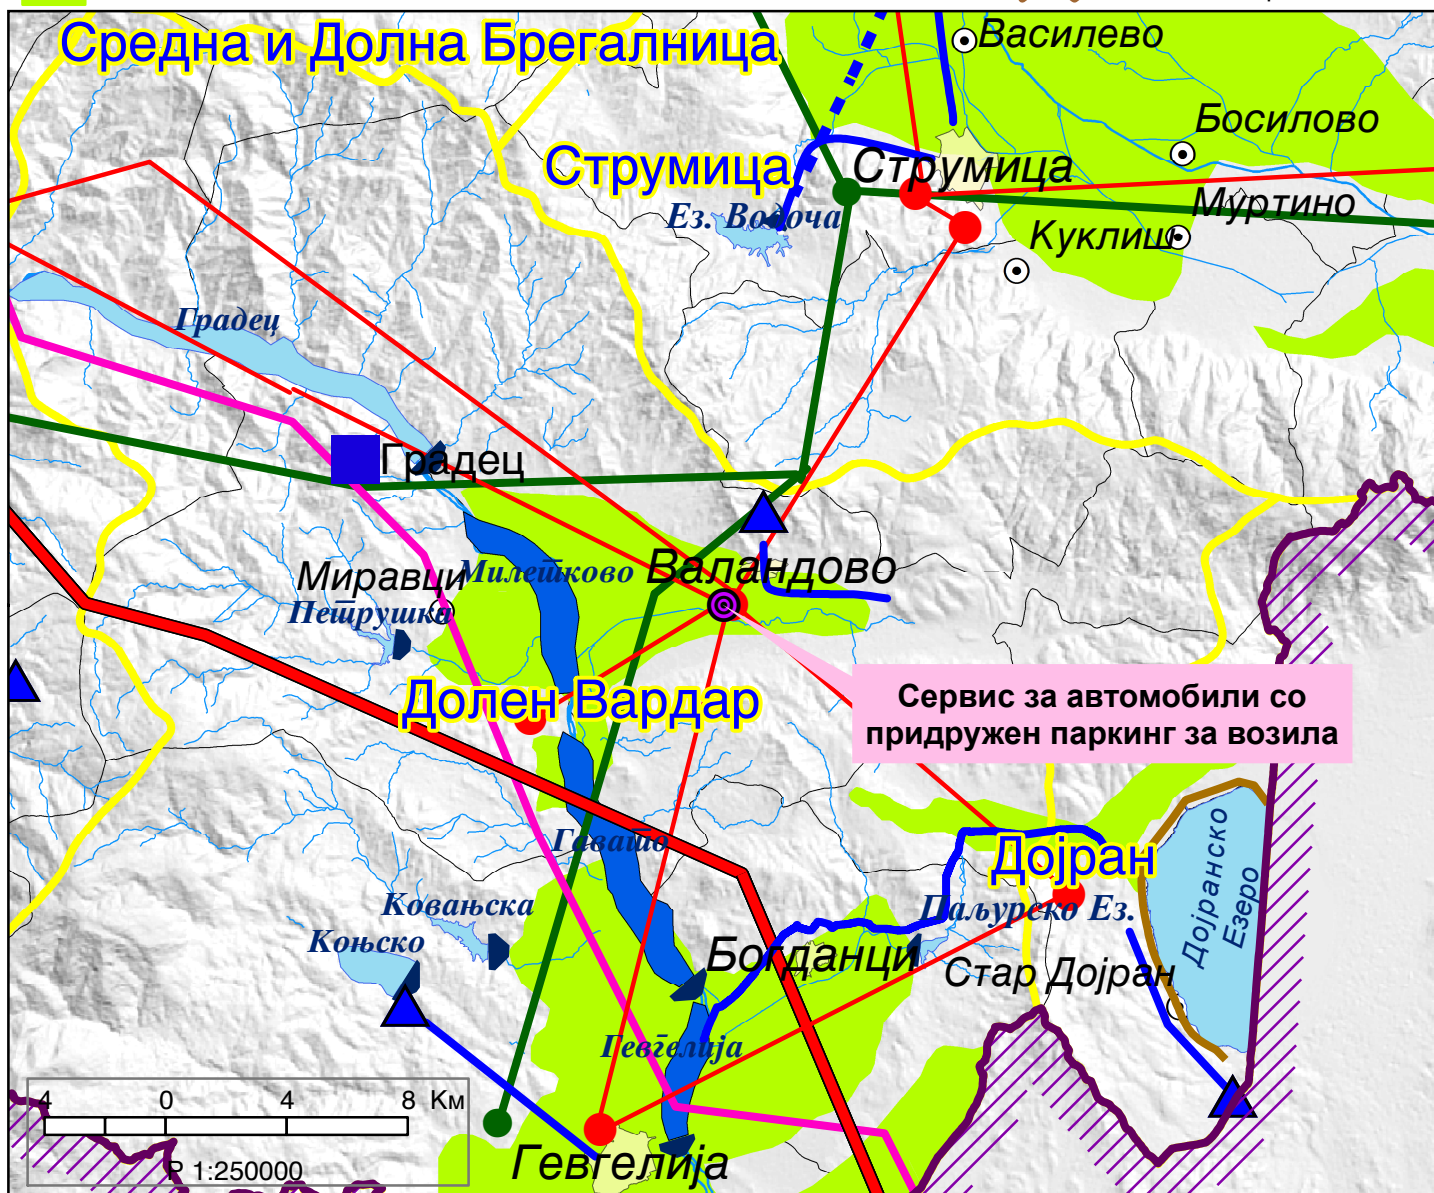 Средна и Долна Брегалница
Василево
Босилово
Струмица
Струмица
Муртино
Ез. Водоча
Куклиш
Градец
Градец
Милетково
Валандово
Миравци
Петрушка
Долен Вардар
Сервис за автомобили со
придружен паркинг за возила
Гавато
Дојран
Дојранско
Езеро
Ковањска
Паљурско Ез.
Коњско
Богданци
Стар Дојран
Гевгелија
4 0 4 8 Км
Р 1:250000
Гевгелија